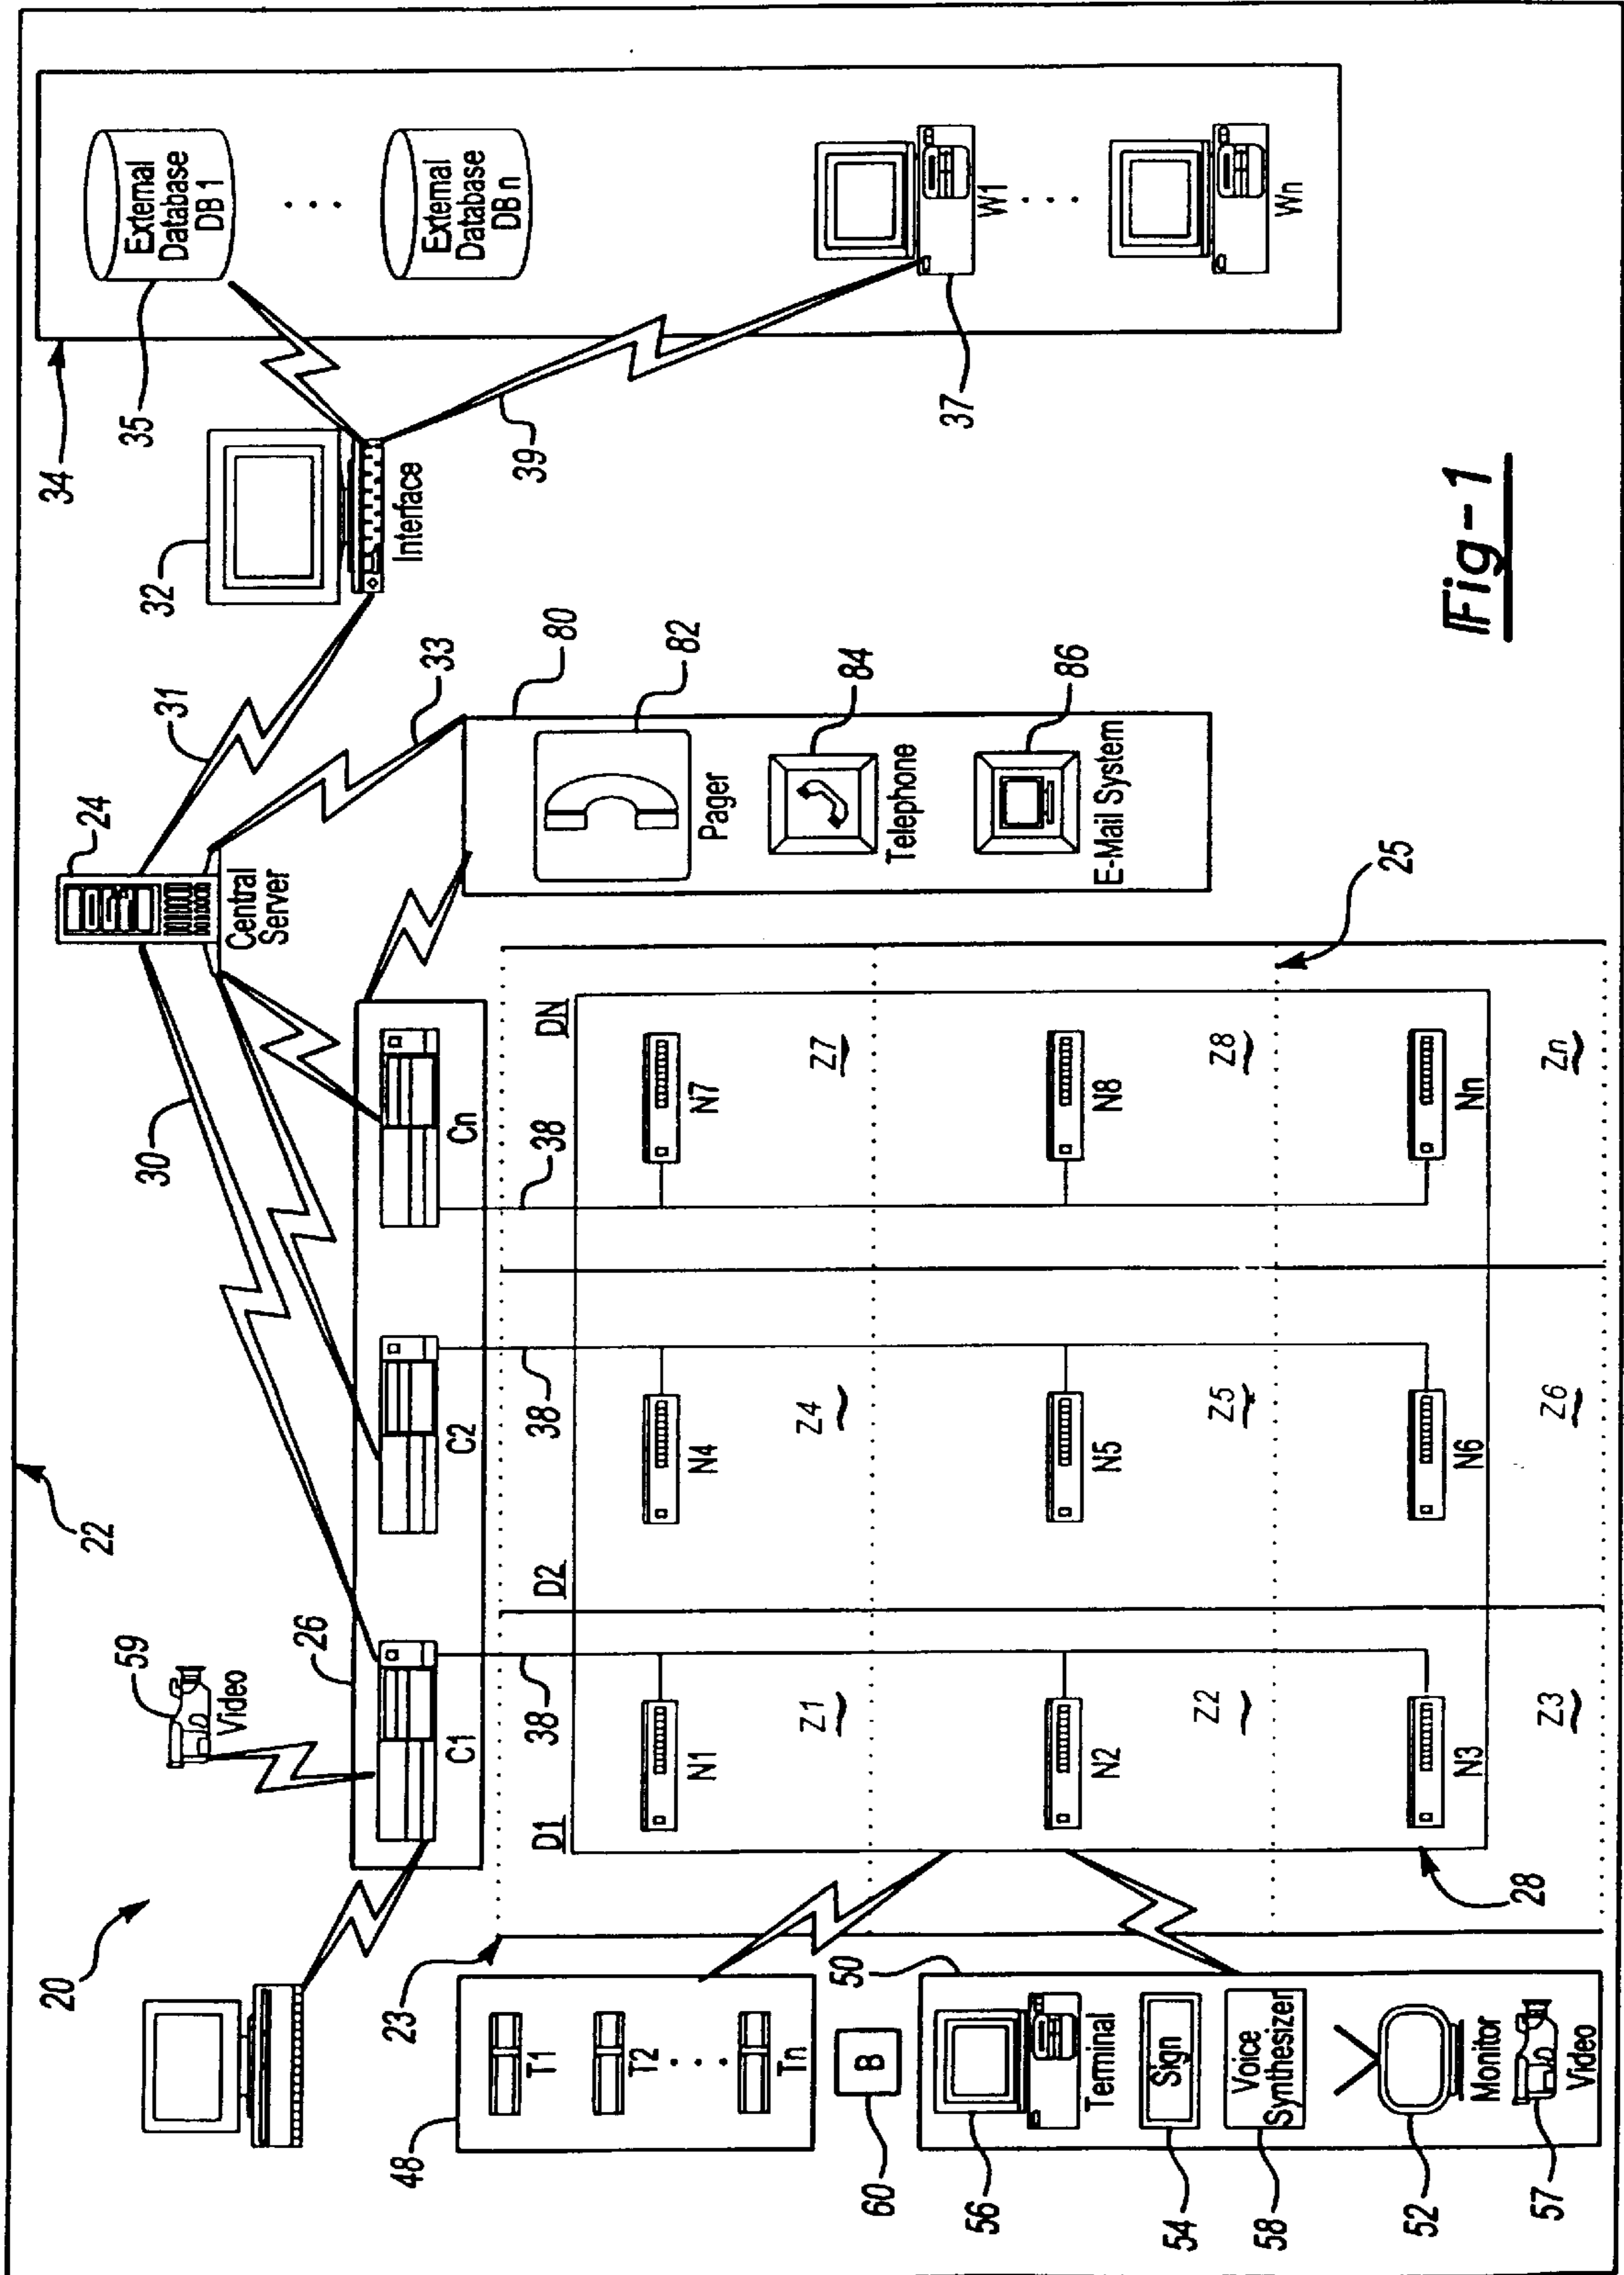 20
22
59
Video
26
30
24
Central
Server
31
32
Interface
34
35
External
Database
DB 1
. . .
External
Database
DB n
39
37
W1
. . .
Wn
33
80
82
Pager
84
Telephone
86
E-Mail System
C1
C2
Cn
23
38
38
38
D1
D2
DN
N1
N4
N7
Z1
Z4
Z7
N2
N5
N8
Z2
Z5
Z8
N3
N6
Nn
Z3
Z6
Zn
25
28
48
T1
T2
. . .
Tn
60
B
50
56
Terminal
54
Sign
58
Voice
Synthesizer
52
Monitor
57
Video
Fig-1